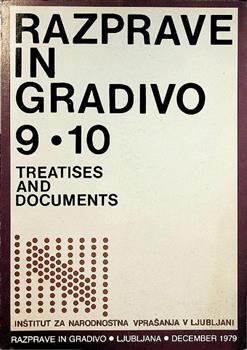 RAZPRAVE
IN
GRADIVO
9 • 10
TREATISES
AND
DOCUMENTS
INŠTITUT ZA NARODNOSTNA VPRAŠANJA V LJUBLJANI
RAZPRAVE IN GRADIVO • LJUBLJANA • DECEMBER 1979